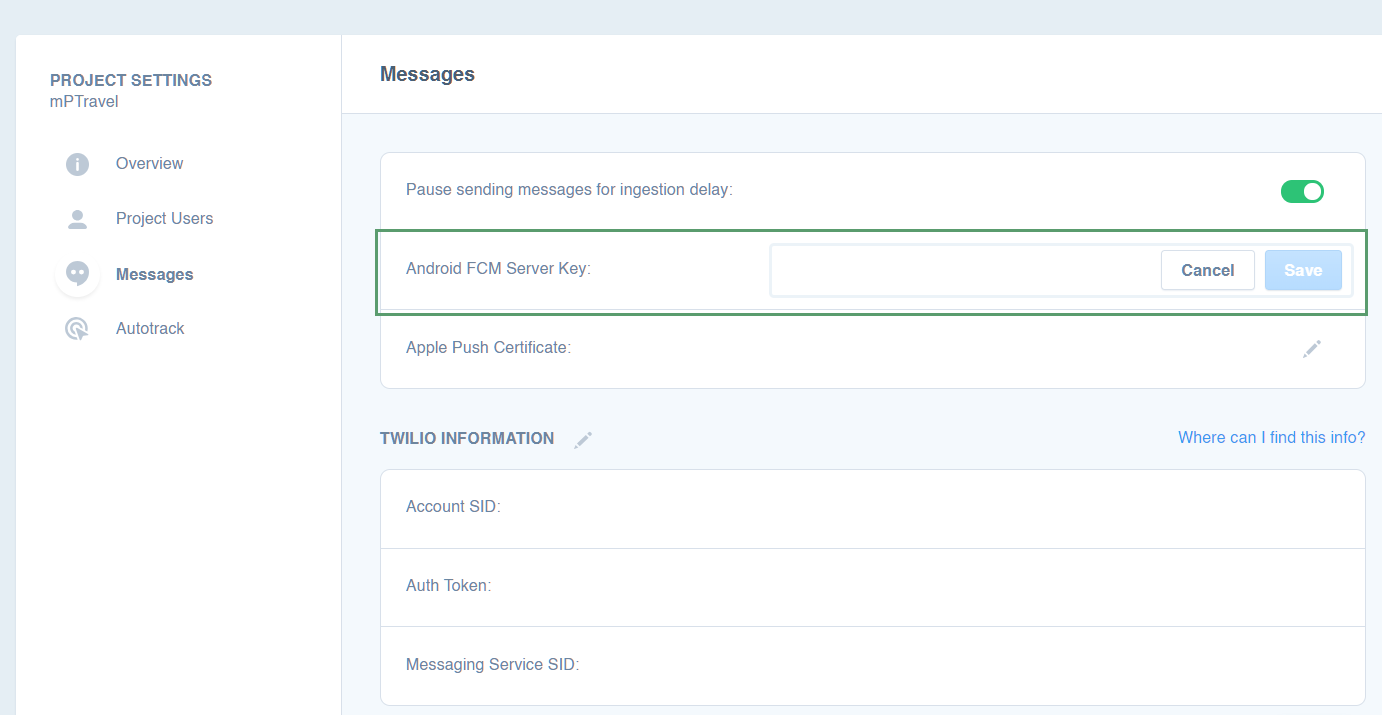 PROJECT SETTINGS
mPTravel
Overview
Project Users
Messages
Autotrack
Messages
Pause sending messages for ingestion delay:
Android FCM Server Key:
Cancel
Save
Apple Push Certificate:
TWILIO INFORMATION
Where can I find this info?
Account SID:
Auth Token:
Messaging Service SID: